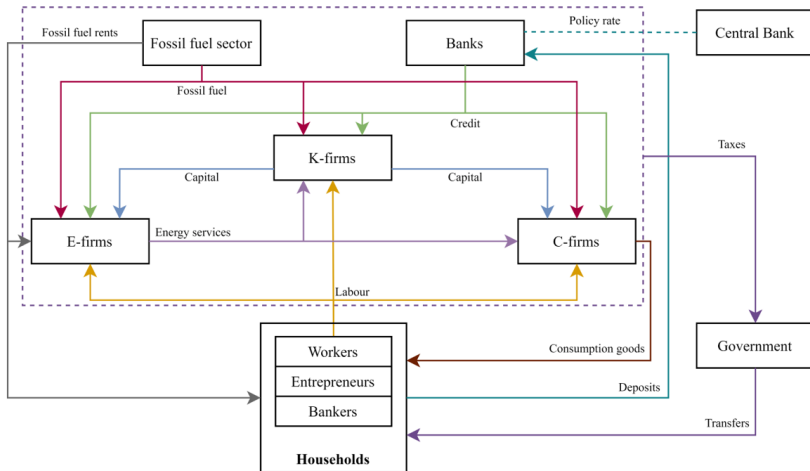 Policy rate
Fossil fuel rents
Fossil fuel sector
Banks
Central Bank
Fossil fuel
Credit
Taxes
K-firms
Capital
Capital
E-firms
Energy services
C-firms
Labour
Workers
Consumption goods
Government
Entrepreneurs
Deposits
Bankers
Transfers
Households